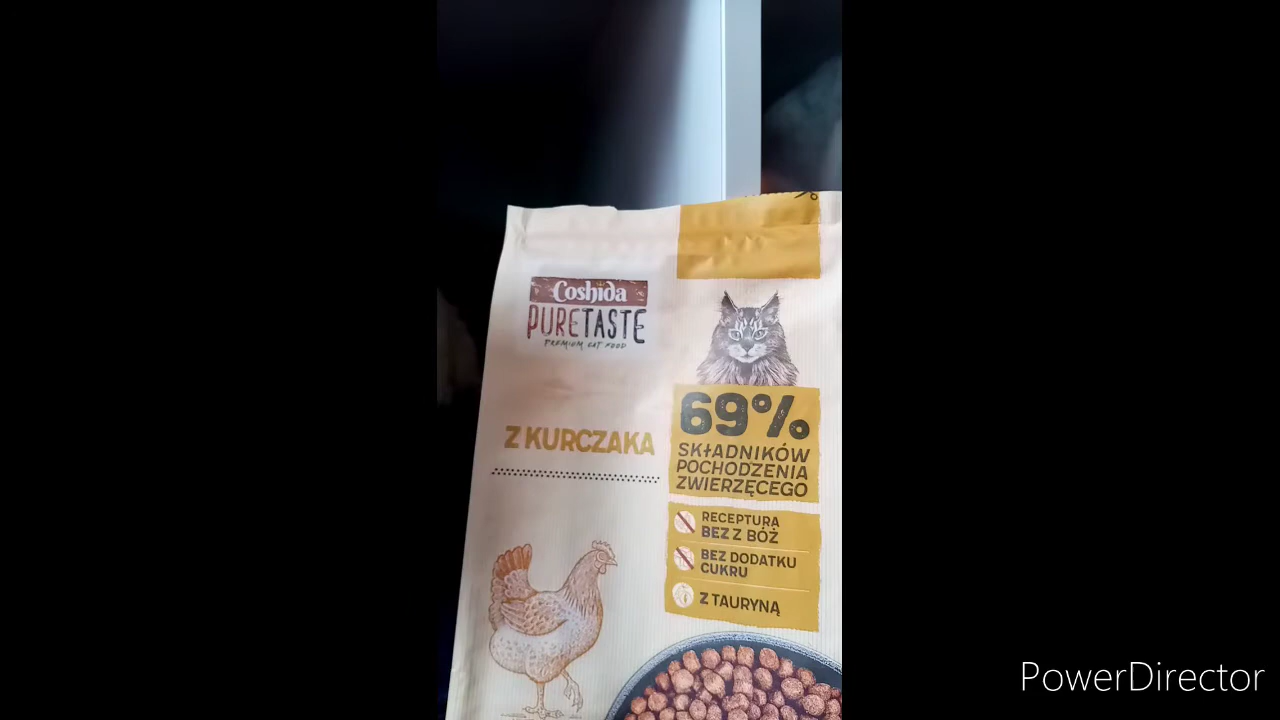 Coshida
PURETASTE
PREMIUM CAT FOOD
69%
SKŁADNIKÓW
POCHODZENIA
ZWIERZĘCEGO
Z KURCZAKA
RECEPTURA
BEZ ZBÓŻ
BEZ DODATKU
CUKRU
Z TAURYNĄ
PowerDirector